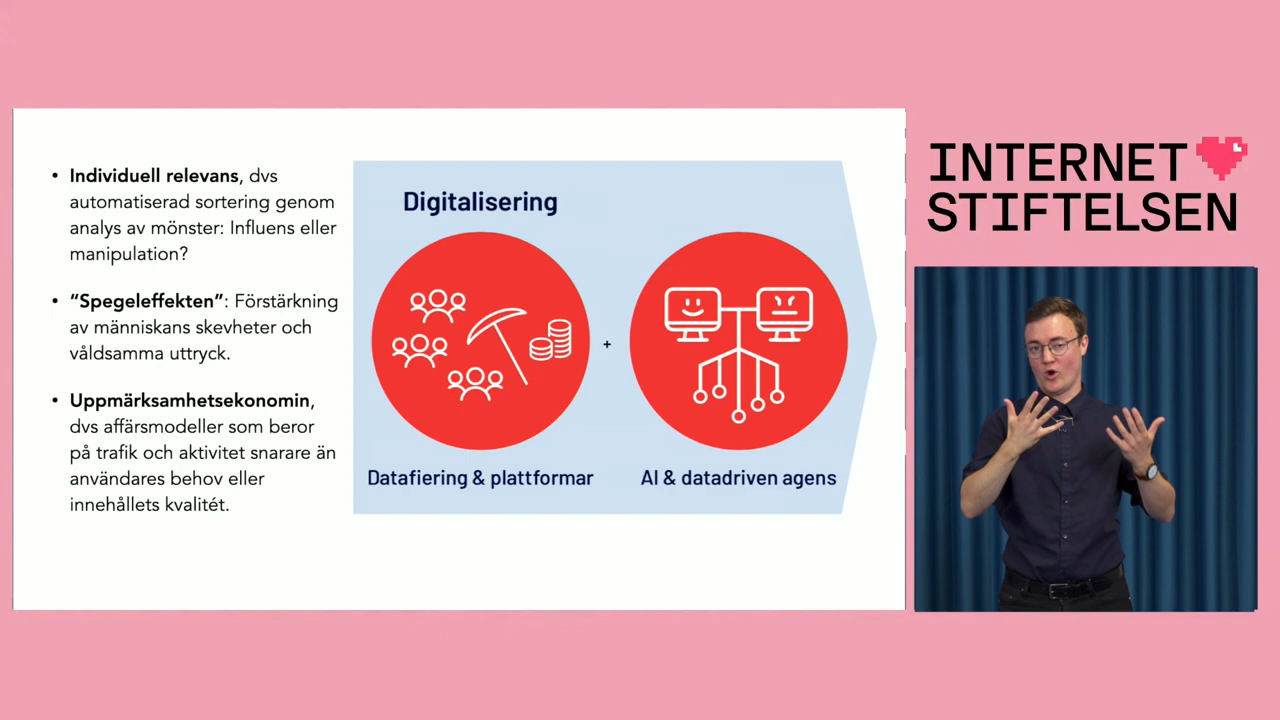 • Individuell relevans, dvs
automatiserad sortering genom
analys av mönster: Influens eller
manipulation?
• ”Spegeleffekten”: Förstärkning
av människans skevheter och
våldsamma uttryck.
• Uppmärksamhetsekonomin,
dvs affärsmodeller som beror
på trafik och aktivitet snarare än
användares behov eller
innehållets kvalitét.
Digitalisering
+
Datafiering & plattformar
AI & datadriven agens
INTERNET
STIFTELSEN